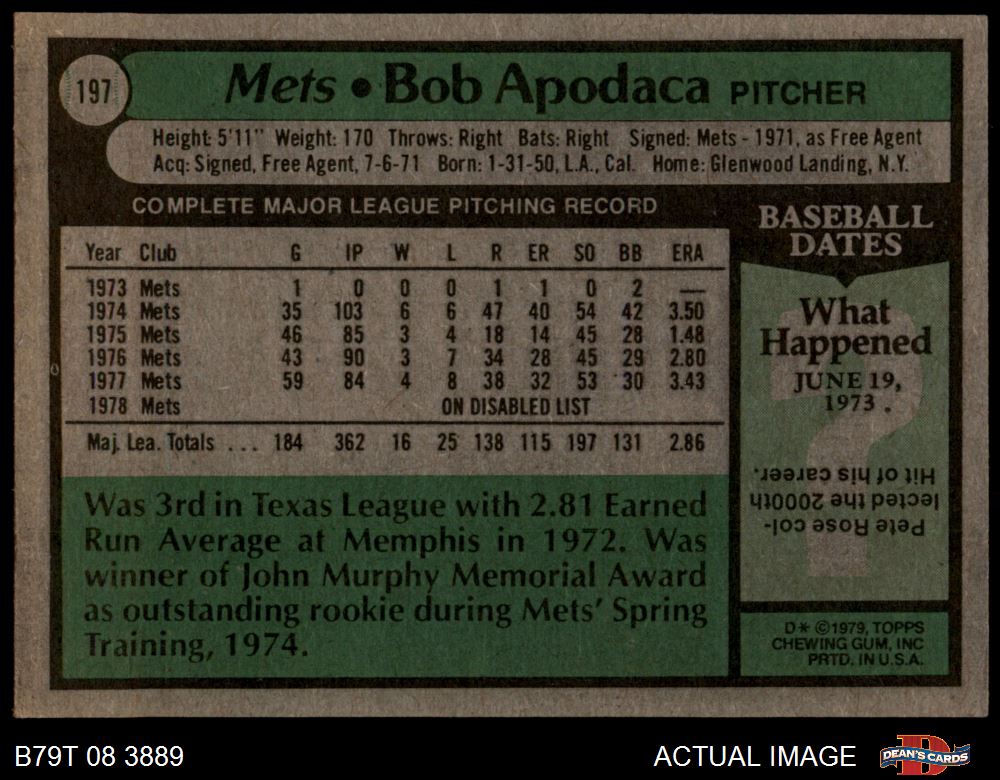 197
Mets • Bob Apodaca PITCHER
Height: 5'11" Weight: 170 Throws: Right Bats: Right Signed: Mets - 1971, as Free Agent
Acq: Signed, Free Agent, 7-6-71 Born: 1-31-50, L.A., Cal. Home: Glenwood Landing, N.Y.
COMPLETE MAJOR LEAGUE PITCHING RECORD
Year Club G IP W L R ER SO BB ERA
1973 Mets 1 0 0 0 1 1 0 2 —
1974 Mets 35 103 6 6 47 40 54 42 3.50
1975 Mets 46 85 3 4 18 14 45 28 1.48
1976 Mets 43 90 3 7 34 28 45 29 2.80
1977 Mets 59 84 4 8 38 32 53 30 3.43
1978 Mets ON DISABLED LIST
Maj. Lea. Totals ... 184 362 16 25 138 115 197 131 2.86
Was 3rd in Texas League with 2.81 Earned
Run Average at Memphis in 1972. Was
winner of John Murphy Memorial Award
as outstanding rookie during Mets' Spring
Training, 1974.
BASEBALL
DATES
What
Happened
JUNE 19,
1973 .
?
Pete Rose col-
lected the 2000th
Hit of his career.
D* ©1979, TOPPS
CHEWING GUM, INC
PRTD. IN U.S.A.
B79T 08 3889
ACTUAL IMAGE
DEAN'S CARDS